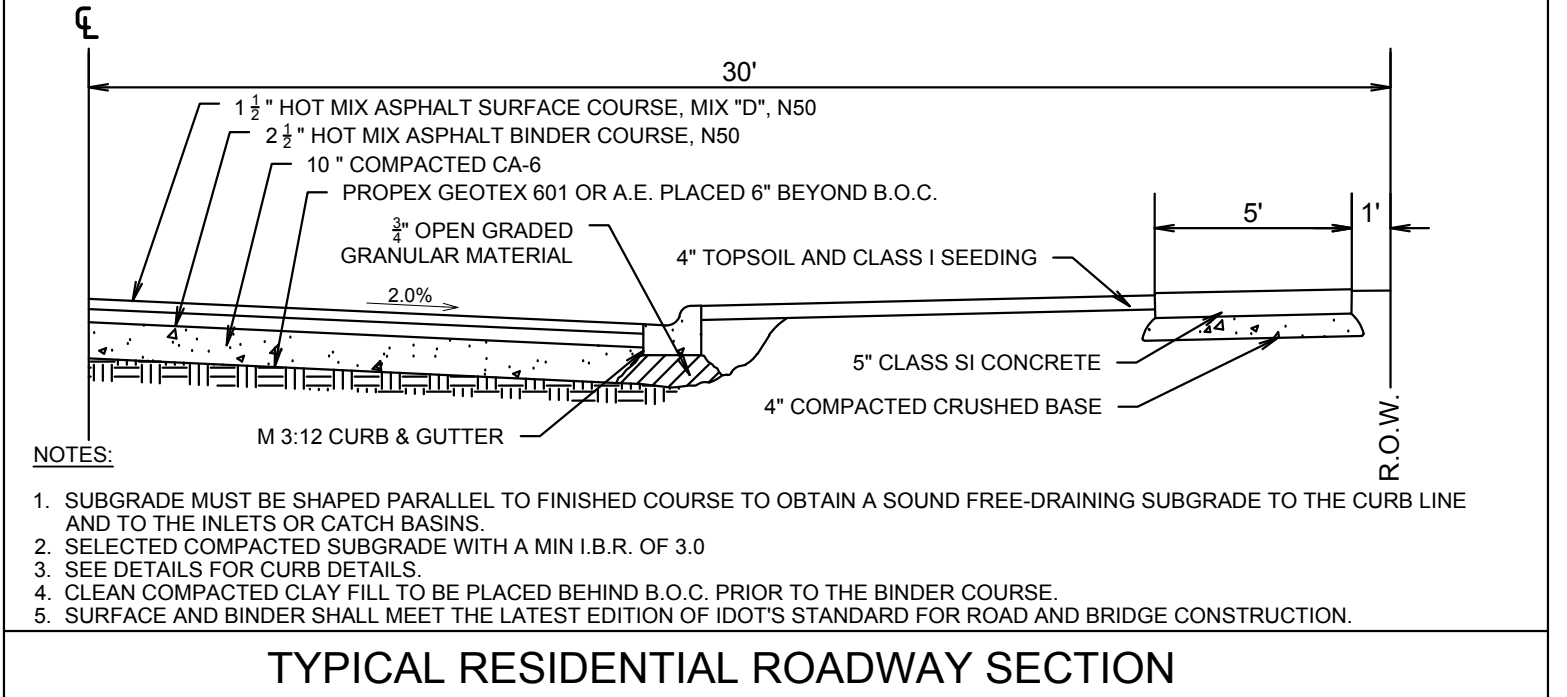 ℄
30'
1 1/2" HOT MIX ASPHALT SURFACE COURSE, MIX "D", N50
2 1/2" HOT MIX ASPHALT BINDER COURSE, N50
10 " COMPACTED CA-6
PROPEX GEOTEX 601 OR A.E. PLACED 6" BEYOND B.O.C.
3/4" OPEN GRADED
GRANULAR MATERIAL
4" TOPSOIL AND CLASS I SEEDING
5'
1'
2.0%
5" CLASS SI CONCRETE
4" COMPACTED CRUSHED BASE
M 3:12 CURB & GUTTER
R.O.W.
NOTES:
1. SUBGRADE MUST BE SHAPED PARALLEL TO FINISHED COURSE TO OBTAIN A SOUND FREE-DRAINING SUBGRADE TO THE CURB LINE
AND TO THE INLETS OR CATCH BASINS.
2. SELECTED COMPACTED SUBGRADE WITH A MIN I.B.R. OF 3.0
3. SEE DETAILS FOR CURB DETAILS.
4. CLEAN COMPACTED CLAY FILL TO BE PLACED BEHIND B.O.C. PRIOR TO THE BINDER COURSE.
5. SURFACE AND BINDER SHALL MEET THE LATEST EDITION OF IDOT'S STANDARD FOR ROAD AND BRIDGE CONSTRUCTION.
TYPICAL RESIDENTIAL ROADWAY SECTION